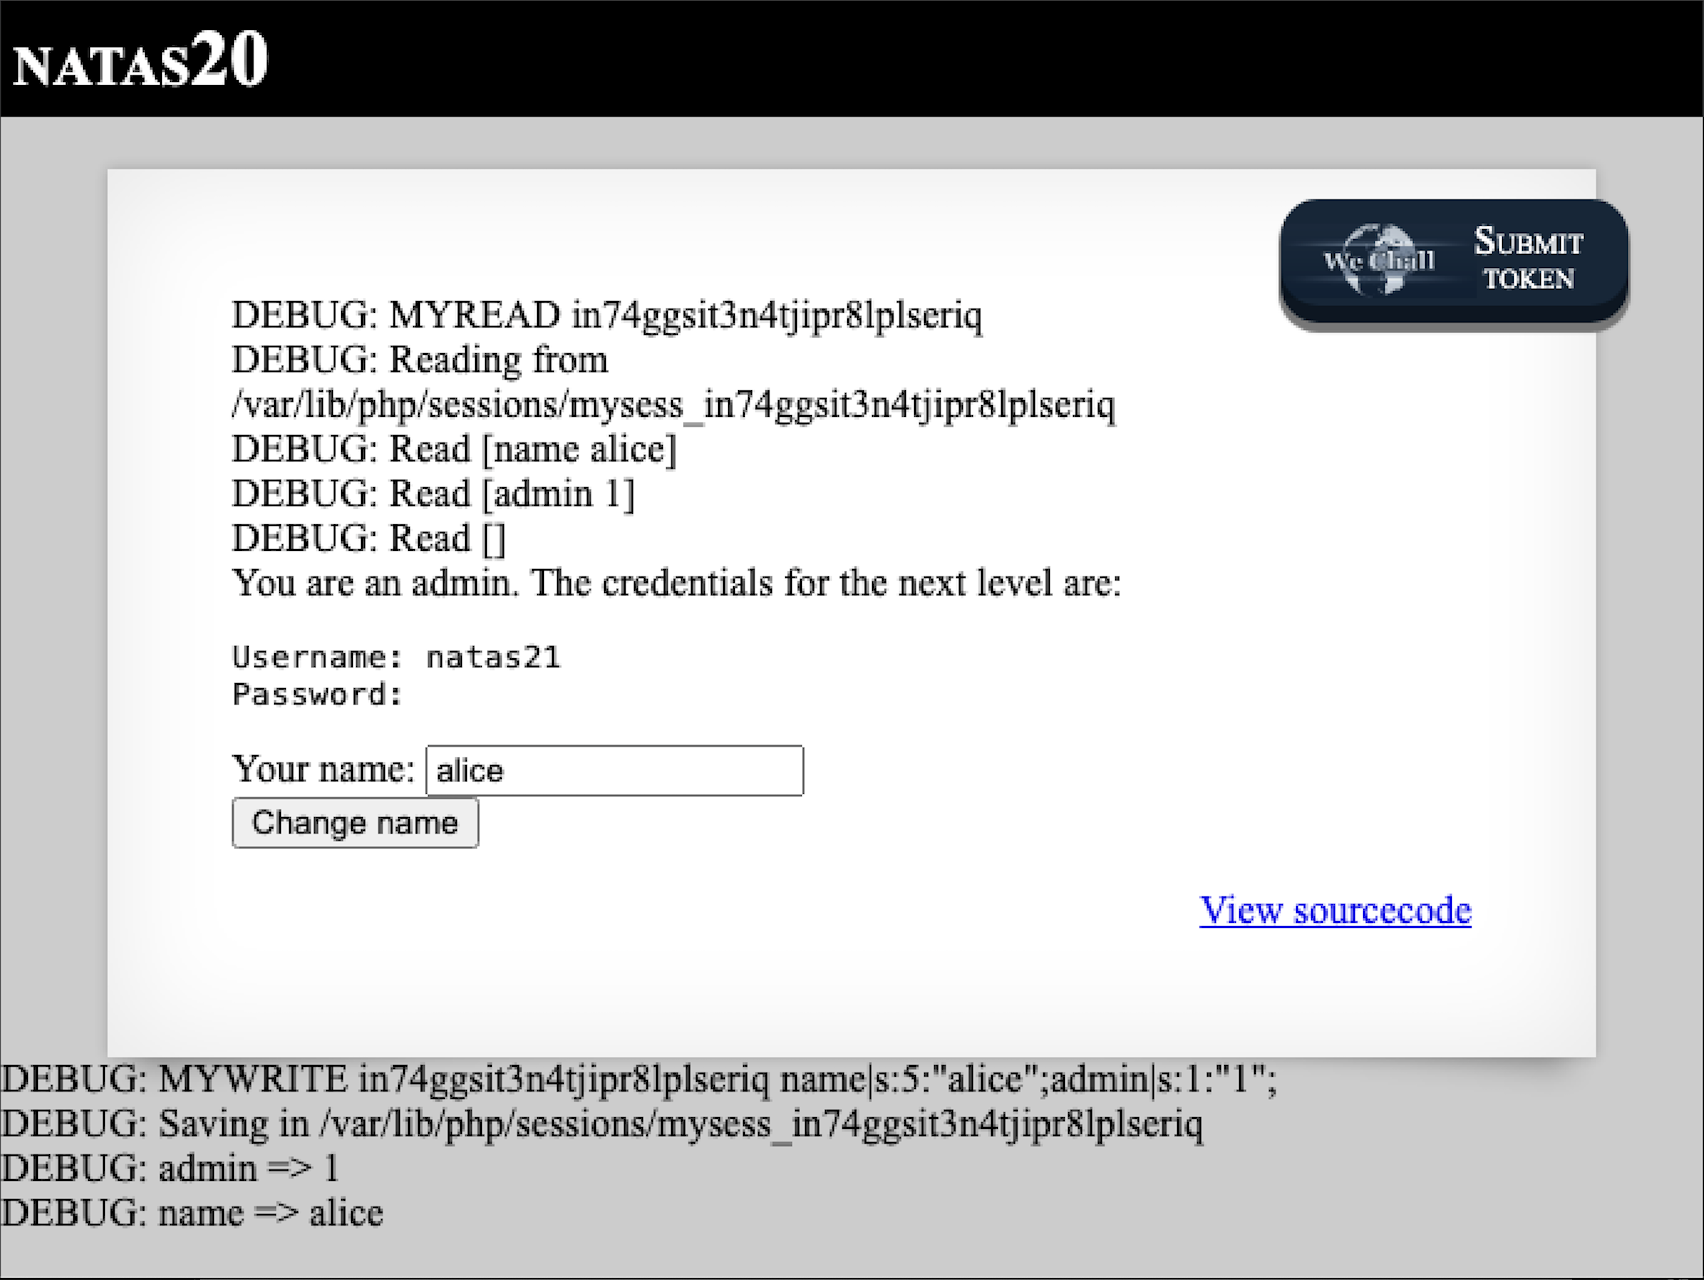 NATAS20
We Chall
SUBMIT
TOKEN
DEBUG: MYREAD in74ggsit3n4tjipr8lplseriq
DEBUG: Reading from
/var/lib/php/sessions/mysess_in74ggsit3n4tjipr8lplseriq
DEBUG: Read [name alice]
DEBUG: Read [admin 1]
DEBUG: Read []
You are an admin. The credentials for the next level are:
Username: natas21
Password:
Your name: alice
Change name
View sourcecode
DEBUG: MYWRITE in74ggsit3n4tjipr8lplseriq name|s:5:"alice";admin|s:1:"1";
DEBUG: Saving in /var/lib/php/sessions/mysess_in74ggsit3n4tjipr8lplseriq
DEBUG: admin => 1
DEBUG: name => alice